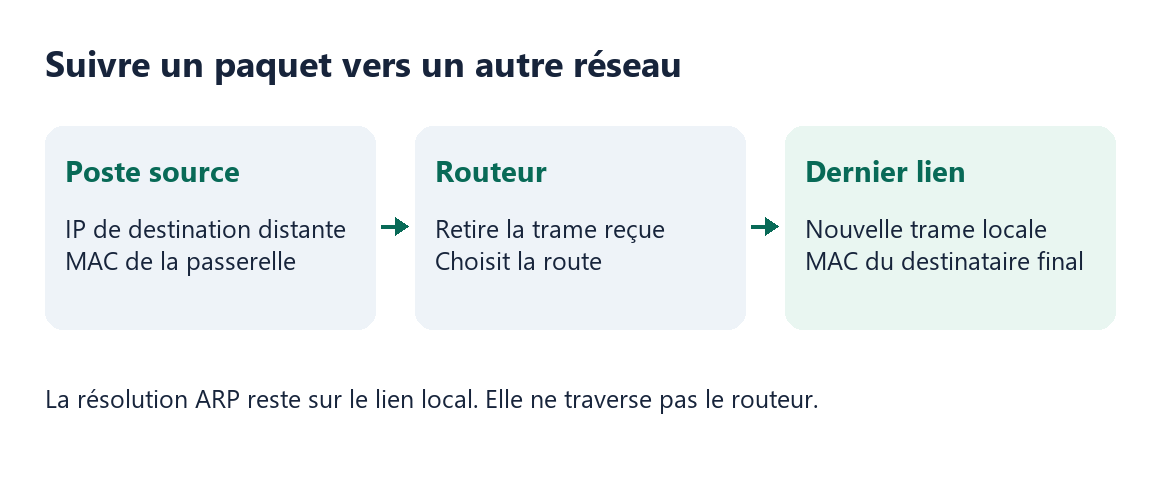 Suivre un paquet vers un autre réseau
Poste source
IP de destination distante
MAC de la passerelle
Routeur
Retire la trame reçue
Choisit la route
Dernier lien
Nouvelle trame locale
MAC du destinataire final
La résolution ARP reste sur le lien local. Elle ne traverse pas le routeur.